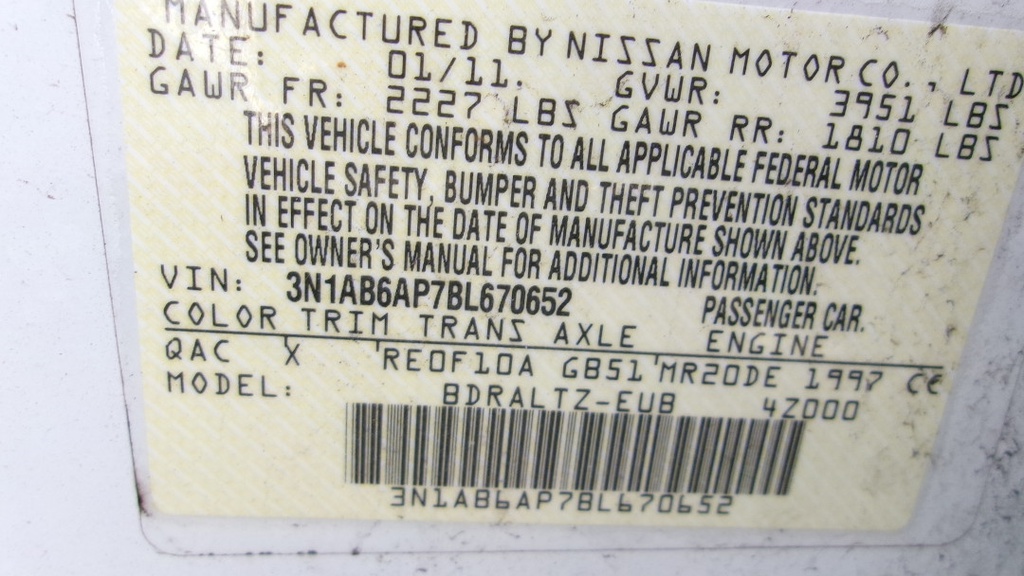 MANUFACTURED BY NISSAN MOTOR CO., LTD
DATE: 01/11. GVWR: 3951 LBS
GAWR FR: 2227 LBS GAWR RR: 1810 LBS
THIS VEHICLE CONFORMS TO ALL APPLICABLE FEDERAL MOTOR
VEHICLE SAFETY, BUMPER AND THEFT PREVENTION STANDARDS
IN EFFECT ON THE DATE OF MANUFACTURE SHOWN ABOVE.
SEE OWNER'S MANUAL FOR ADDITIONAL INFORMATION.
VIN: 3N1AB6AP7BL670652 PASSENGER CAR.
COLOR TRIM TRANS AXLE ENGINE
QAC X RE0F10A GB51 MR20DE 1997 CC
MODEL: BDRALTZ-EUB 4Z000
3N1AB6AP7BL670652